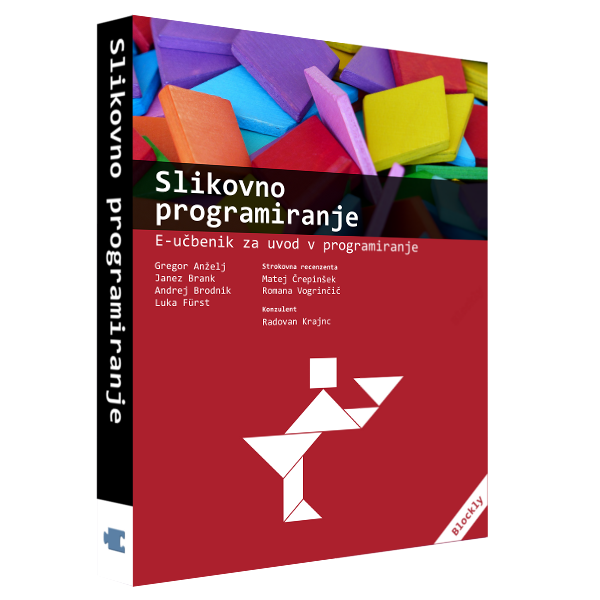 Slikovno programiranje
Slikovno
programiranje
E-učbenik za uvod v programiranje
Gregor Anželj
Janez Brank
Andrej Brodnik
Luka Fürst
Strokovna recenzenta
Matej Črepinšek
Romana Vogrinčič
Konzulent
Radovan Krajnc
Blockly